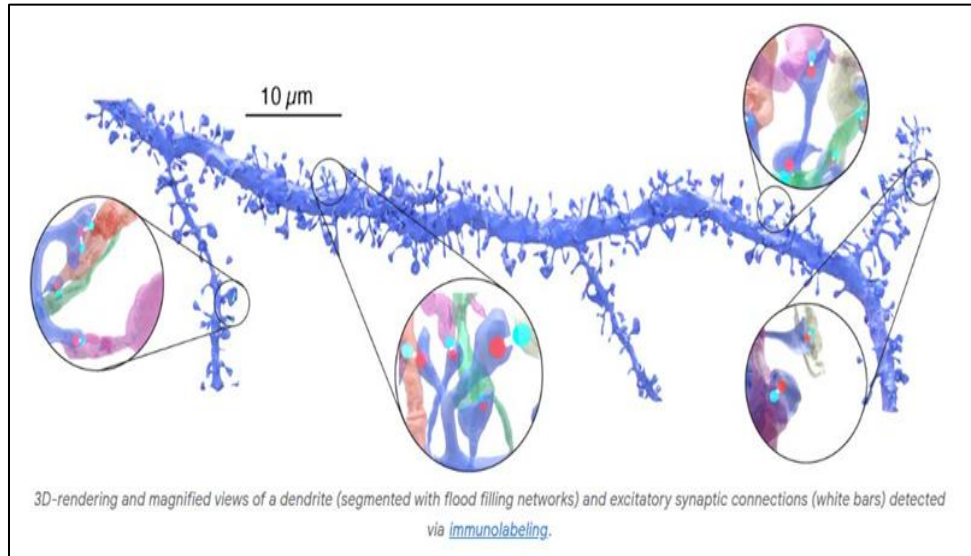 10 µm
3D-rendering and magnified views of a dendrite (segmented with flood filling networks) and excitatory synaptic connections (white bars) detected
via immunolabeling.